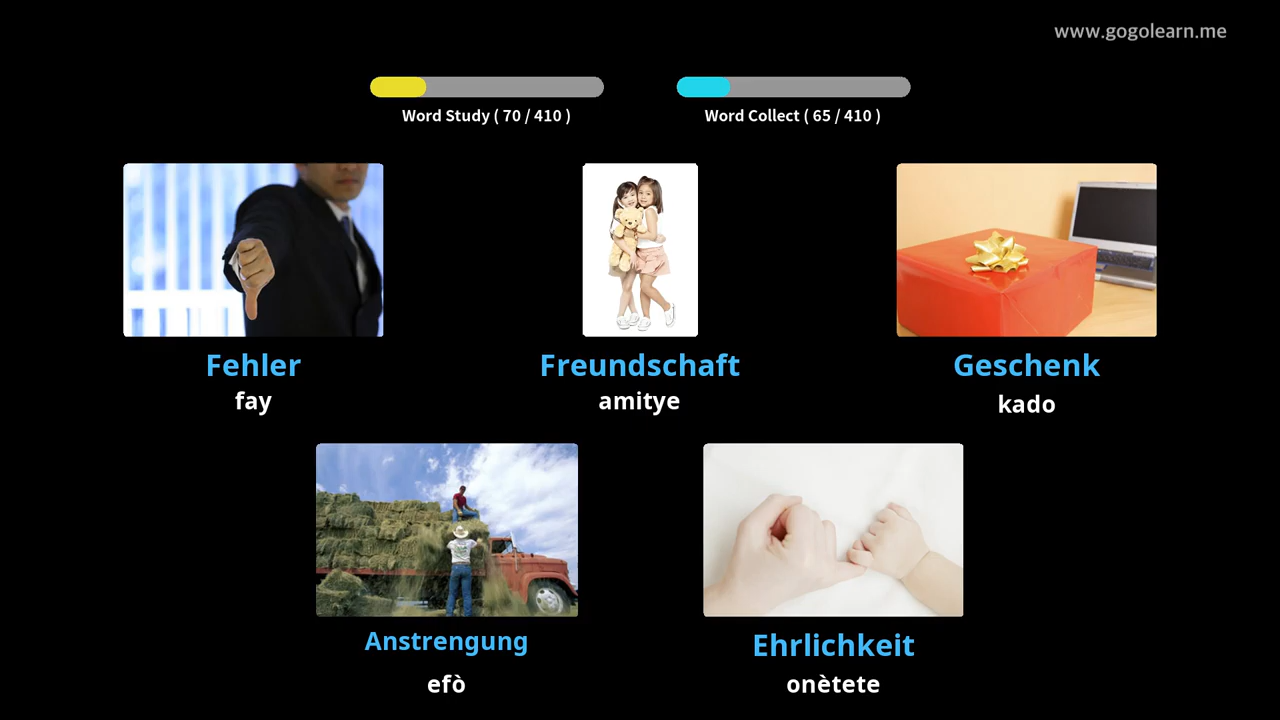 www.gogolearn.me
Word Study ( 70 / 410 )
Word Collect ( 65 / 410 )
Fehler
fay
Freundschaft
amitye
Geschenk
kado
Anstrengung
efò
Ehrlichkeit
onètete